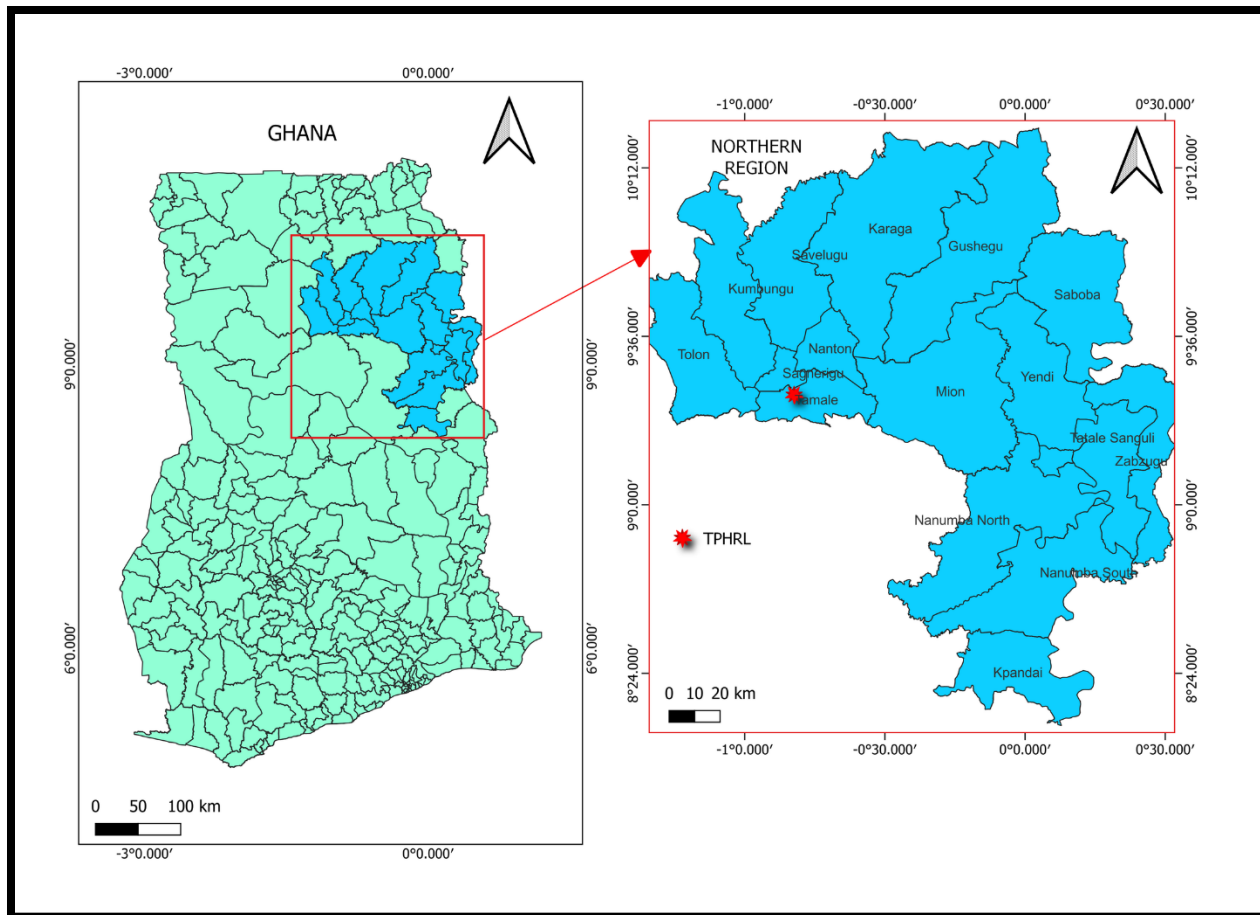 -3°0.000′
0°0.000′
GHANA
9°0.000′
9°0.000′
6°0.000′
6°0.000′
0 50 100 km
-3°0.000′
0°0.000′
-1°0.000′
-0°30.000′
0°0.000′
0°30.000′
NORTHERN
REGION
10°12.000′
10°12.000′
Karaga
Gushegu
Savelugu
Kumbungu
Saboba
9°36.000′
9°36.000′
Tolon
Nanton
Sagnerigu
Yendi
Mion
Tamale
Tatale Sanguli
Zabzugu
9°0.000′
9°0.000′
Nanumba North
TPHRL
Nanumba South
Kpandai
8°24.000′
8°24.000′
0 10 20 km
-1°0.000′
-0°30.000′
0°0.000′
0°30.000′